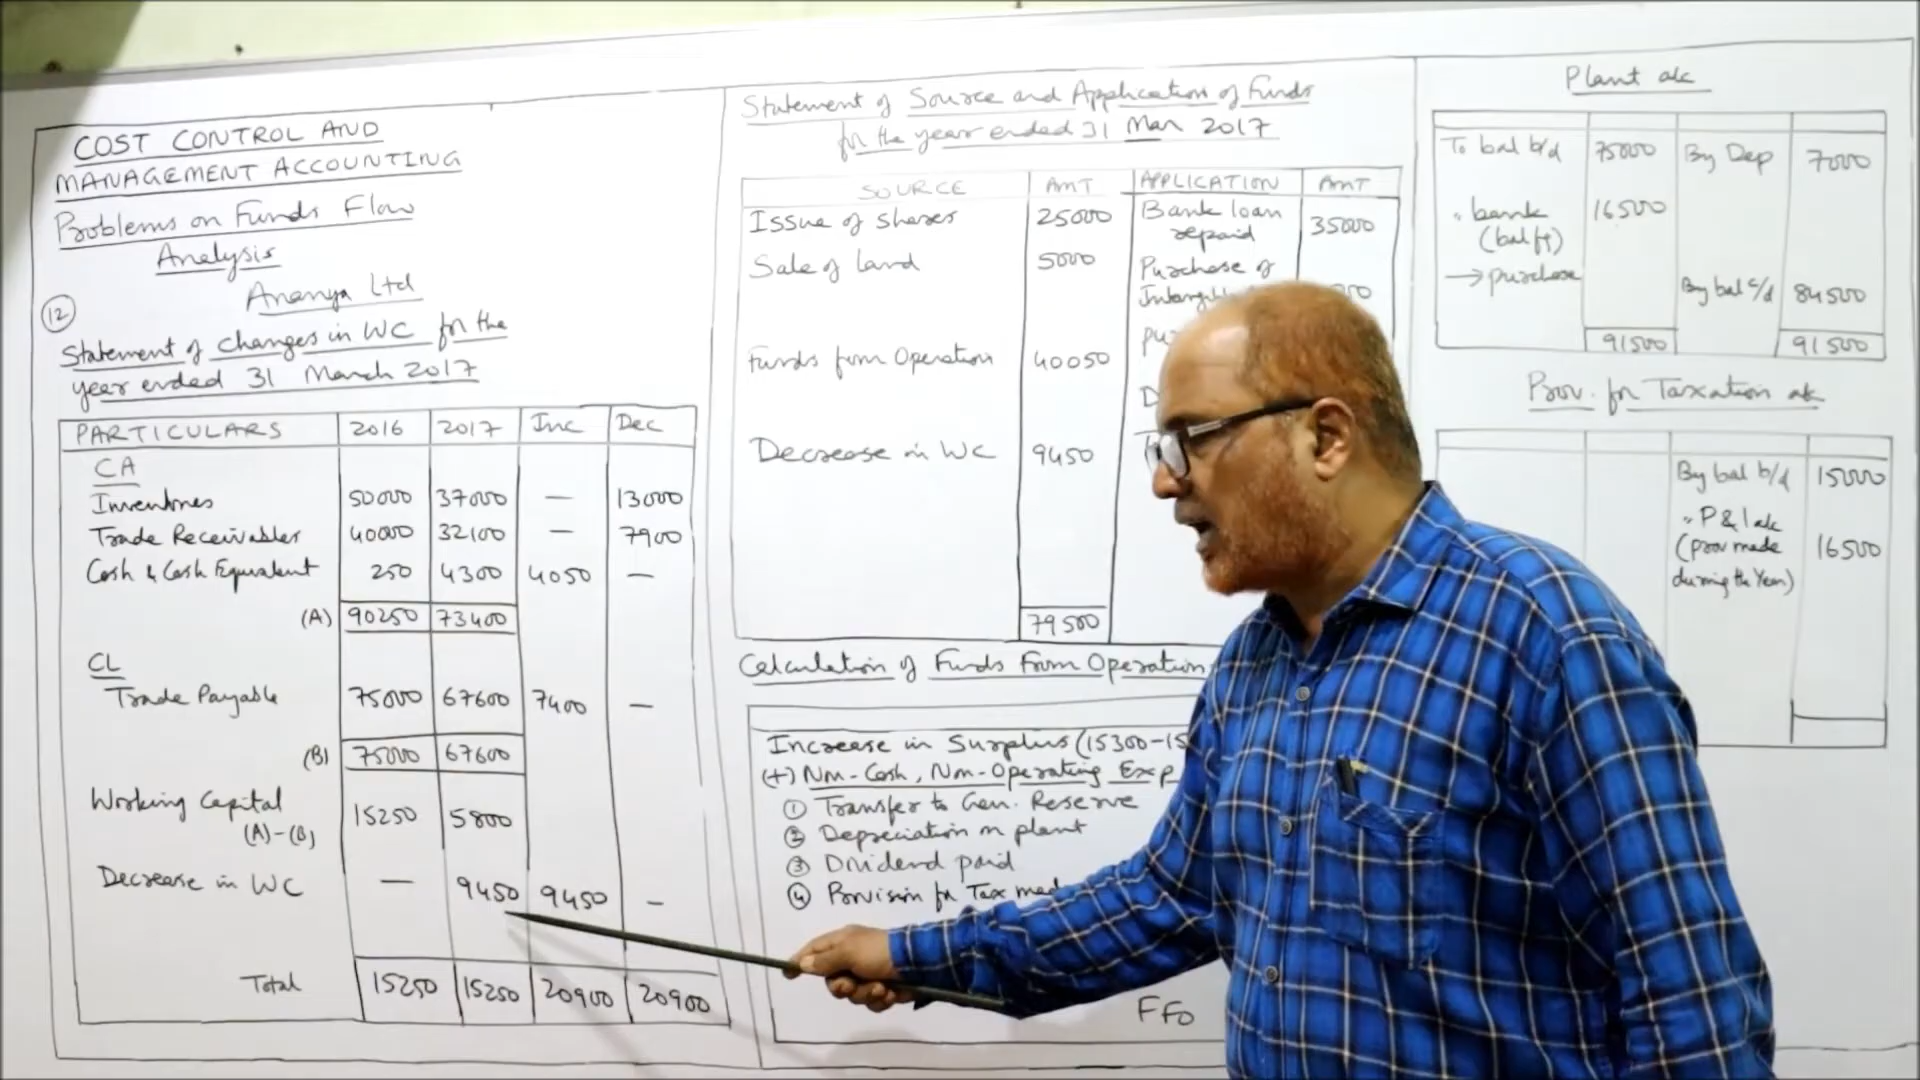 COST CONTROL AND
MANAGEMENT ACCOUNTING
Problems on Funds Flow
Analysis
Ananya Ltd
12
Statement of changes in WC for the
year ended 31 March 2017
PARTICULARS 2016 2017 Inc Dec
CA
Inventories 50000 37000 — 13000
Trade Receivables 40000 32100 — 7900
Cash & Cash Equivalent 250 4300 4050 —
(A) 90250 73400
CL
Trade Payable 75000 67600 7400 —
(B) 75000 67600
Working Capital 15250 5800
(A)-(B)
Decrease in WC — 9450 9450 —
Total 15250 15250 20900 20900
Statement of Source and Application of Funds
for the year ended 31 Mar 2017
SOURCE AMT APPLICATION AMT
Issue of shares 25000 Bank loan
repaid 35000
Sale of land 5000 Purchase of
Funds from Operation 40050
Decrease in WC 9450
79500
Calculation of Funds From Operation
Increase in Surplus (15300-15
(+) Non-Cash, Non-Operating Exp
① Transfer to Gen. Reserve
② Depreciation on plant
③ Dividend paid
④ Provision for Tax mad
FFO
Plant a/c
To bal b/d 75000 By Dep 7000
" bank 16500
(bal ft)
→ purchase
By bal c/d 84500
91500 91500
Prov. for Taxation a/c
By bal b/d 15000
" P & L a/c
(prov made 16500
during the Year)